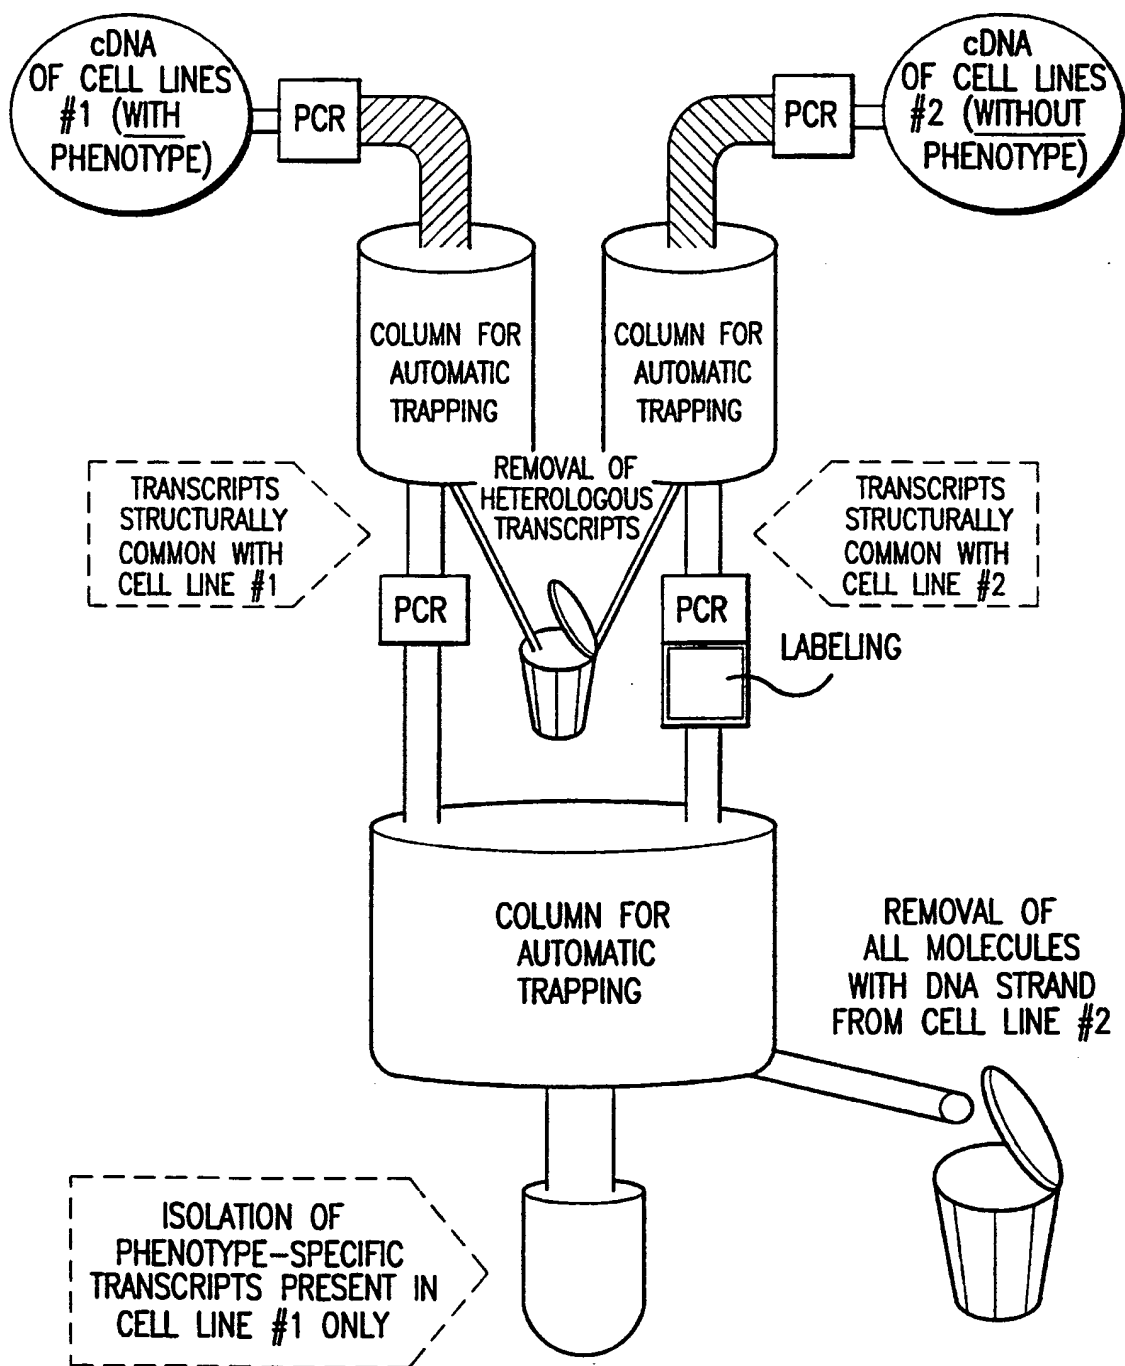 cDNA
OF CELL LINES
#1 (WITH
PHENOTYPE)
PCR
PCR
cDNA
OF CELL LINES
#2 (WITHOUT
PHENOTYPE)
COLUMN FOR
AUTOMATIC
TRAPPING
COLUMN FOR
AUTOMATIC
TRAPPING
TRANSCRIPTS
STRUCTURALLY
COMMON WITH
CELL LINE #1
REMOVAL OF
HETEROLOGOUS
TRANSCRIPTS
TRANSCRIPTS
STRUCTURALLY
COMMON WITH
CELL LINE #2
PCR
PCR
LABELING
COLUMN FOR
AUTOMATIC
TRAPPING
REMOVAL OF
ALL MOLECULES
WITH DNA STRAND
FROM CELL LINE #2
ISOLATION OF
PHENOTYPE-SPECIFIC
TRANSCRIPTS PRESENT IN
CELL LINE #1 ONLY